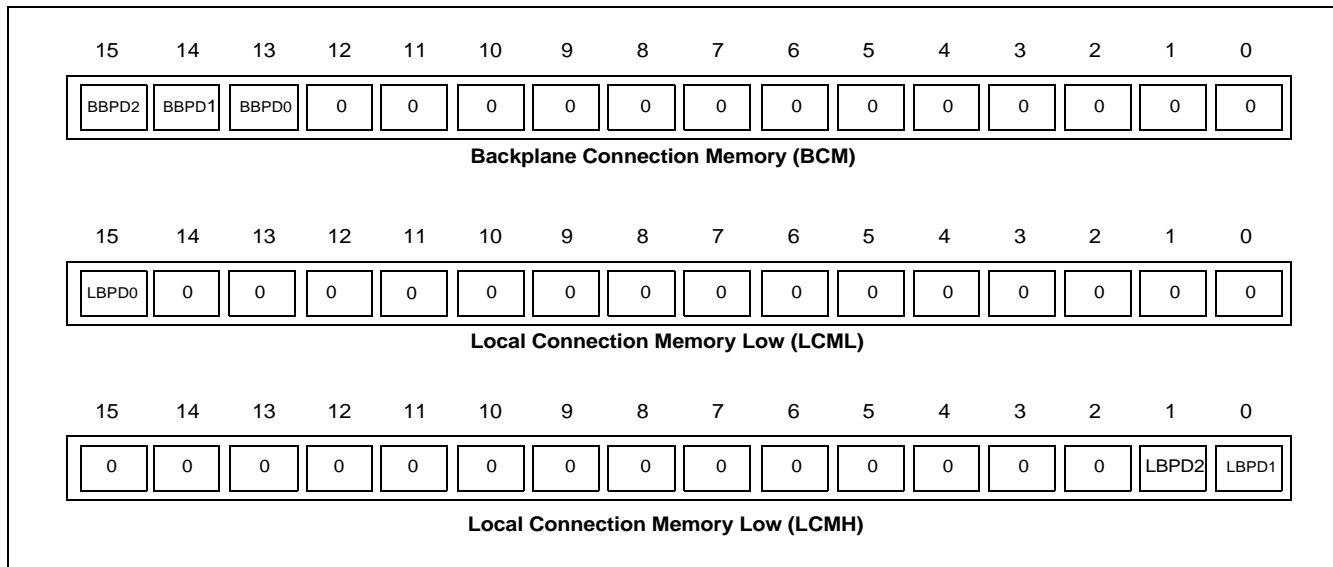 15 14 13 12 11 10 9 8 7 6 5 4 3 2 1 0
BBPD2 BBPD1 BBPD0 0 0 0 0 0 0 0 0 0 0 0 0 0
Backplane Connection Memory (BCM)
15 14 13 12 11 10 9 8 7 6 5 4 3 2 1 0
LBPD0 0 0 0 0 0 0 0 0 0 0 0 0 0 0 0
Local Connection Memory Low (LCML)
15 14 13 12 11 10 9 8 7 6 5 4 3 2 1 0
0 0 0 0 0 0 0 0 0 0 0 0 0 0 LBPD2 LBPD1
Local Connection Memory Low (LCMH)